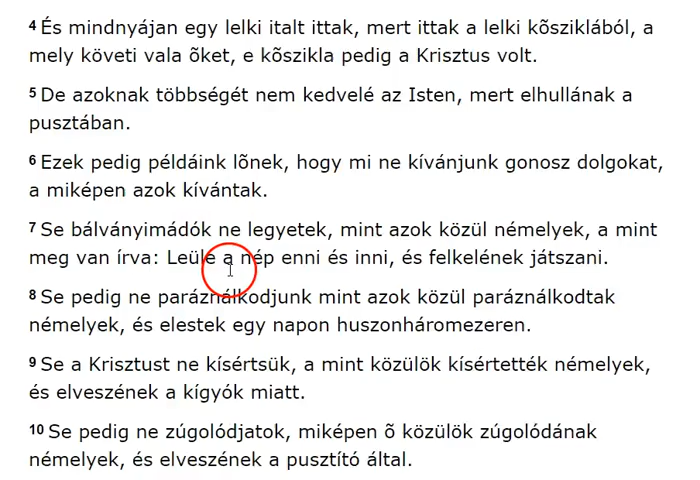 4 És mindnyájan egy lelki italt ittak, mert ittak a lelki kõsziklából, a
mely követi vala õket, e kõszikla pedig a Krisztus volt.
5 De azoknak többségét nem kedvelé az Isten, mert elhullának a
pusztában.
6 Ezek pedig példáink lõnek, hogy mi ne kívánjunk gonosz dolgokat,
a miképen azok kívántak.
7 Se bálványimádók ne legyetek, mint azok közül némelyek, a mint
meg van írva: Leüle a nép enni és inni, és felkelének játszani.
8 Se pedig ne paráználkodjunk mint azok közül paráználkodtak
némelyek, és elestek egy napon huszonháromezeren.
9 Se a Krisztust ne kísértsük, a mint közülök kísértették némelyek,
és elveszének a kígyók miatt.
10 Se pedig ne zúgolódjatok, miképen õ közülök zúgolódának
némelyek, és elveszének a pusztító által.